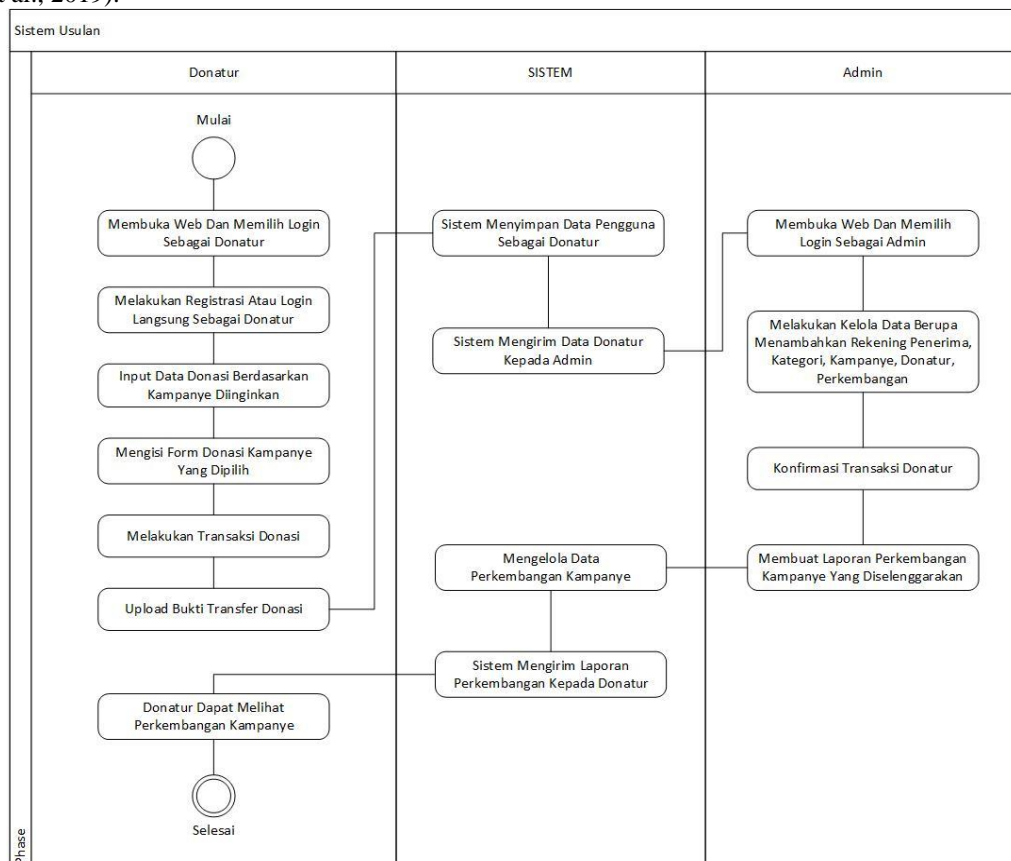 t al., 2019).
Sistem Usulan
Donatur
SISTEM
Admin
Mulai
Membuka Web Dan Memilih Login
Sebagai Donatur
Melakukan Registrasi Atau Login
Langsung Sebagai Donatur
Input Data Donasi Berdasarkan
Kampanye Diinginkan
Mengisi Form Donasi Kampanye
Yang Dipilih
Melakukan Transaksi Donasi
Upload Bukti Transfer Donasi
Sistem Menyimpan Data Pengguna
Sebagai Donatur
Sistem Mengirim Data Donatur
Kepada Admin
Membuka Web Dan Memilih
Login Sebagai Admin
Melakukan Kelola Data Berupa
Menambahkan Rekening Penerima,
Kategori, Kampanye, Donatur,
Perkembangan
Konfirmasi Transaksi Donatur
Membuat Laporan Perkembangan
Kampanye Yang Diselenggarakan
Mengelola Data
Perkembangan Kampanye
Sistem Mengirim Laporan
Perkembangan Kepada Donatur
Donatur Dapat Melihat
Perkembangan Kampanye
Selesai
Phase